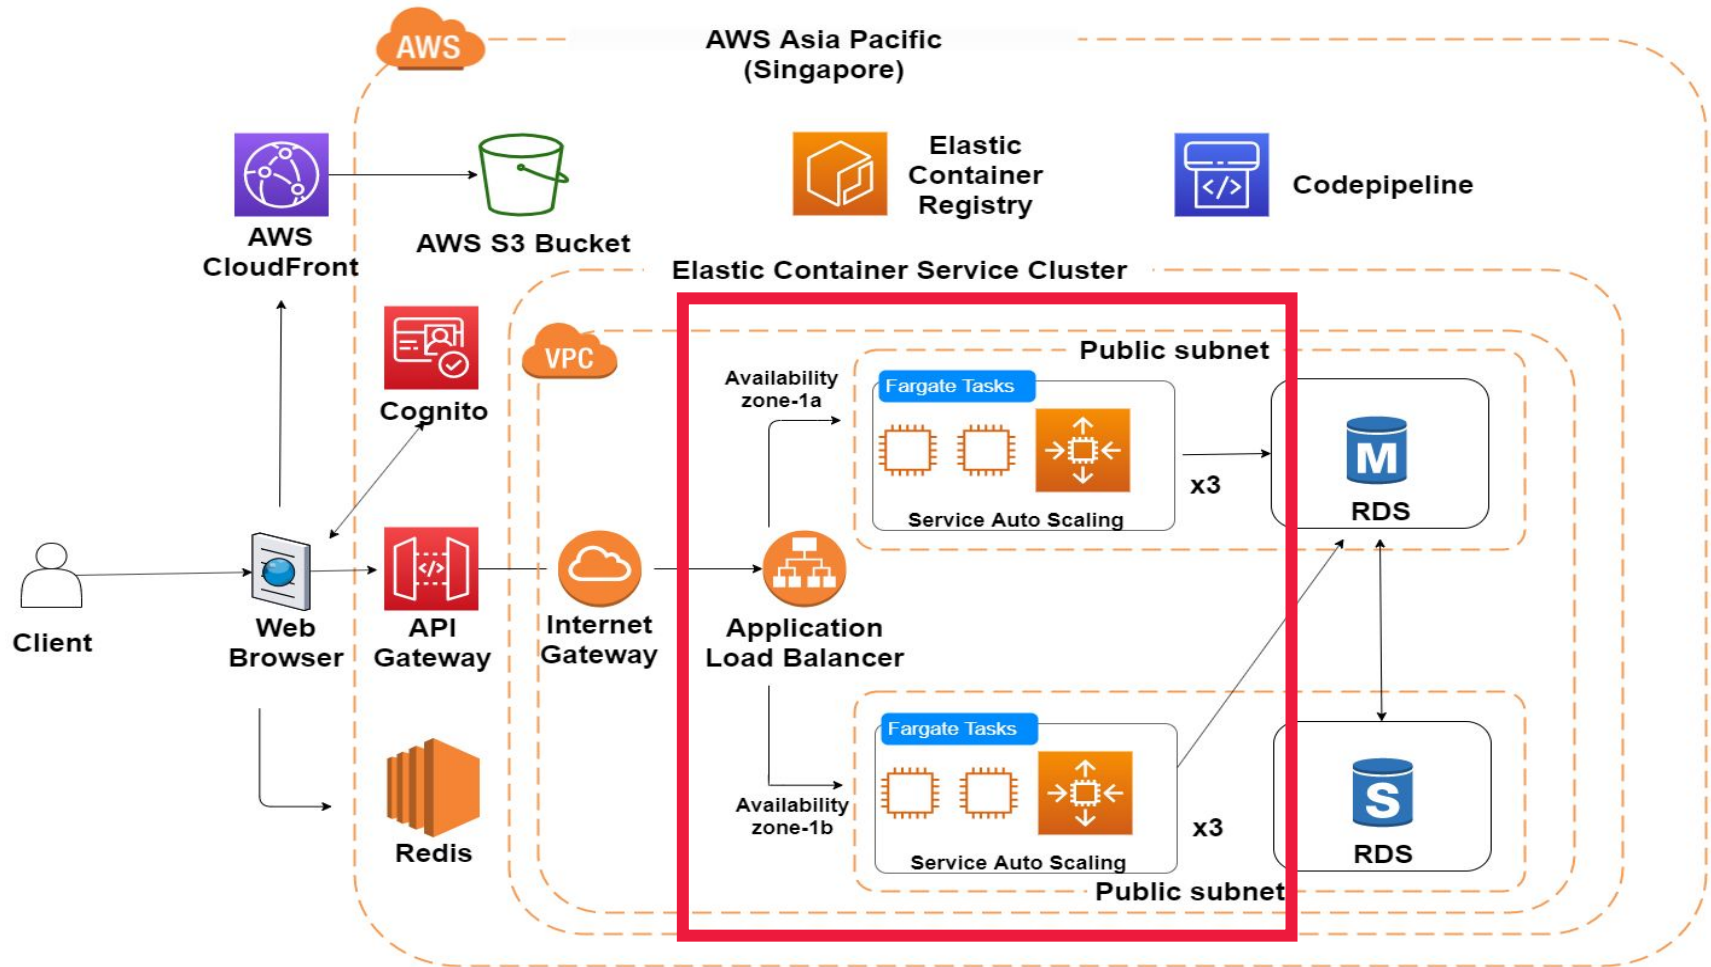 AWS
AWS Asia Pacific
(Singapore)
Elastic
Container
Registry
Codepipeline
AWS
CloudFront
AWS S3 Bucket
Elastic Container Service Cluster
Cognito
VPC
Public subnet
Availability
zone-1a
Fargate Tasks
Service Auto Scaling
x3
M
RDS
Client
Web
Browser
</>
API
Gateway
Internet
Gateway
Application
Load Balancer
Fargate Tasks
Availability
zone-1b
Service Auto Scaling
x3
S
RDS
Public subnet
Redis
</>